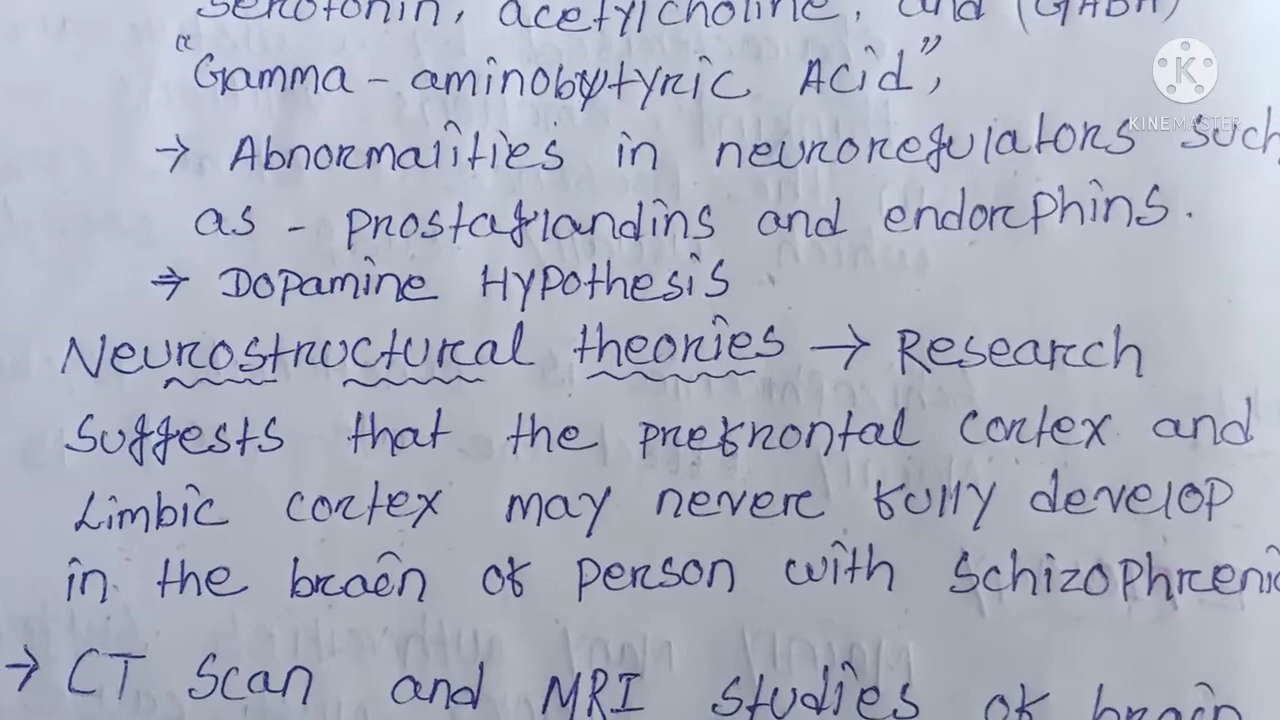 Serotonin, acetylcholine, and (GABA)
"Gamma - aminobutyric Acid",
→ Abnormalities in neuroregulators such
as - prostaglandins and endorphins.
⇒ Dopamine Hypothesis
Neurostructural theories → Research
Suggests that the prefrontal cortex and
Limbic cortex may never fully develop
in the brain of person with Schizophrenia
→ CT Scan and MRI studies of brain
K
KINEMASTER